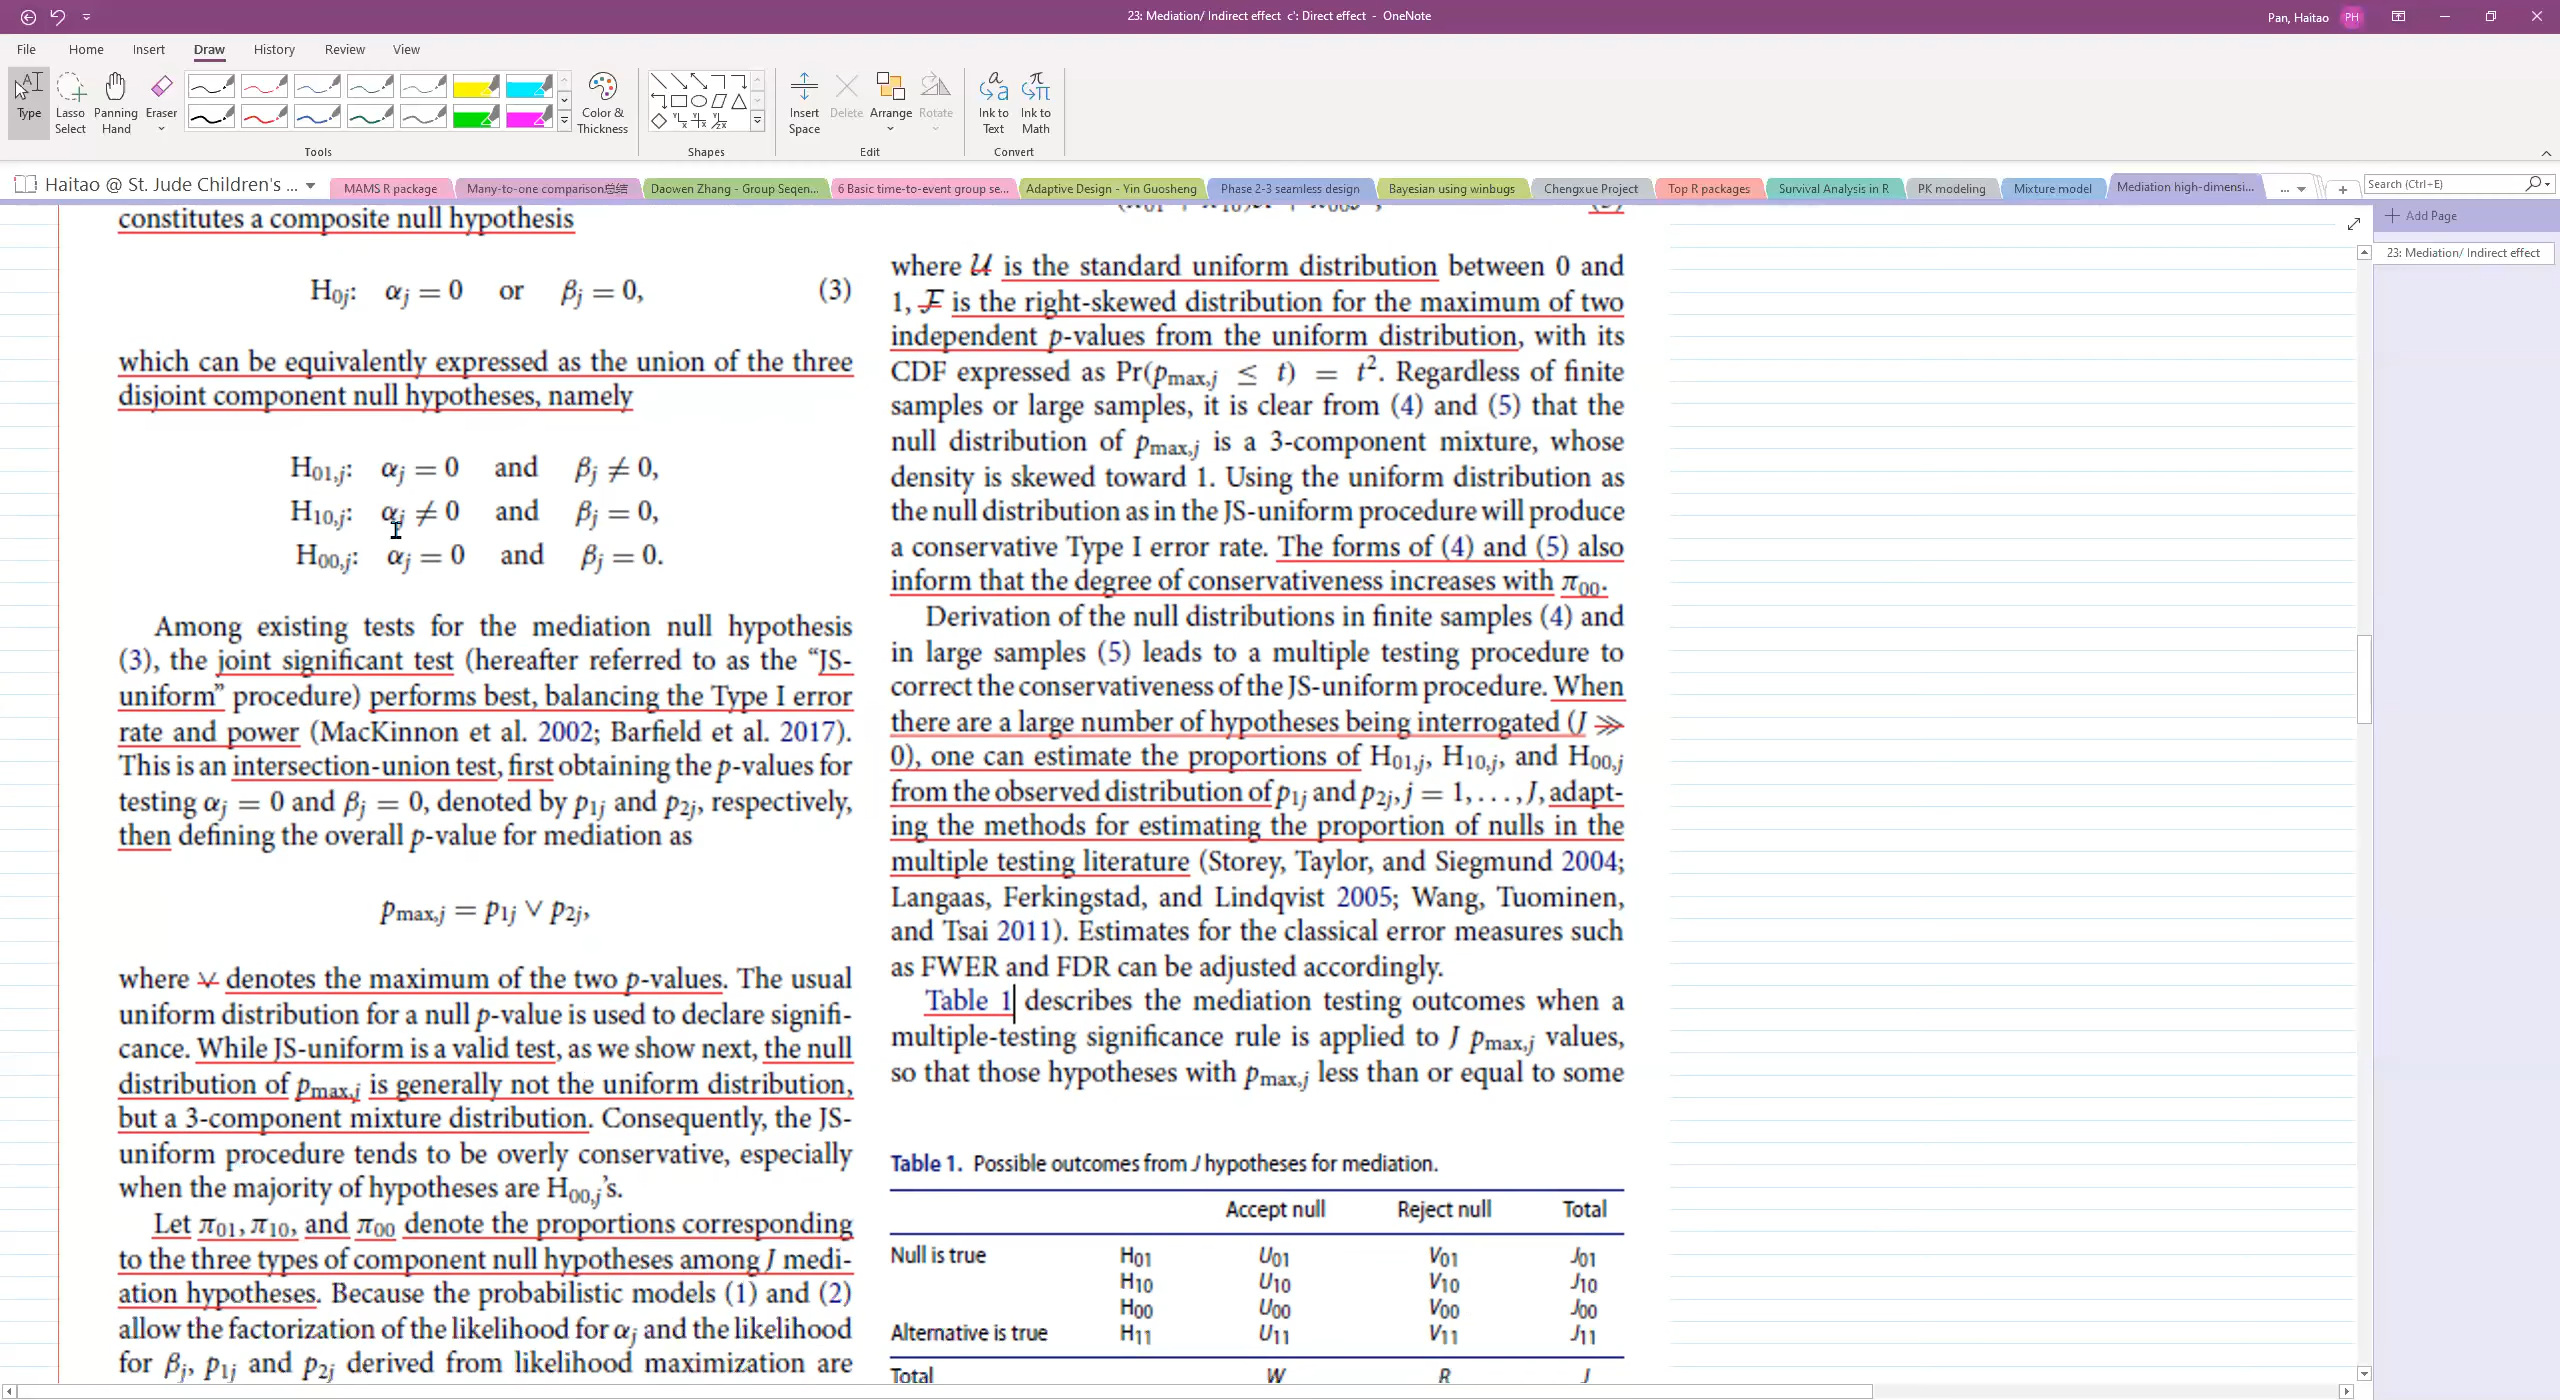 23: Mediation/ Indirect effect  c': Direct effect  -  OneNote
Pan, Haitao
PH
File
Home
Insert
Draw
History
Review
View
Type
Lasso Select
Panning Hand
Eraser
Color & Thickness
Insert Space
Delete
Arrange
Rotate
Ink to Text
Ink to Math
Tools
Shapes
Edit
Convert
Haitao @ St. Jude Children's ...
MAMS R package
Many-to-one comparison总结
Daowen Zhang - Group Seqen...
6 Basic time-to-event group se...
Adaptive Design - Yin Guosheng
Phase 2-3 seamless design
Bayesian using winbugs
Chengxue Project
Top R packages
Survival Analysis in R
PK modeling
Mixture model
Mediation high-dimensi...
...
Search (Ctrl+E)
Add Page
23: Mediation/ Indirect effect
constitutes a composite null hypothesis
H0j: αj = 0 or βj = 0, (3)
which can be equivalently expressed as the union of the three
disjoint component null hypotheses, namely
H01,j: αj = 0 and βj ≠ 0,
H10,j: αj ≠ 0 and βj = 0,
H00,j: αj = 0 and βj = 0.
Among existing tests for the mediation null hypothesis
(3), the joint significant test (hereafter referred to as the “JS-
uniform” procedure) performs best, balancing the Type I error
rate and power (MacKinnon et al. 2002; Barfield et al. 2017).
This is an intersection-union test, first obtaining the p-values for
testing αj = 0 and βj = 0, denoted by p1j and p2j, respectively,
then defining the overall p-value for mediation as
pmax,j = p1j ∨ p2j,
where ∨ denotes the maximum of the two p-values. The usual
uniform distribution for a null p-value is used to declare signifi-
cance. While JS-uniform is a valid test, as we show next, the null
distribution of pmax,j is generally not the uniform distribution,
but a 3-component mixture distribution. Consequently, the JS-
uniform procedure tends to be overly conservative, especially
when the majority of hypotheses are H00,j’s.
Let π01, π10, and π00 denote the proportions corresponding
to the three types of component null hypotheses among J medi-
ation hypotheses. Because the probabilistic models (1) and (2)
allow the factorization of the likelihood for αj and the likelihood
for βj, p1j and p2j derived from likelihood maximization are
where 𝒰 is the standard uniform distribution between 0 and
1, ℱ is the right-skewed distribution for the maximum of two
independent p-values from the uniform distribution, with its
CDF expressed as Pr(pmax,j ≤ t) = t². Regardless of finite
samples or large samples, it is clear from (4) and (5) that the
null distribution of pmax,j is a 3-component mixture, whose
density is skewed toward 1. Using the uniform distribution as
the null distribution as in the JS-uniform procedure will produce
a conservative Type I error rate. The forms of (4) and (5) also
inform that the degree of conservativeness increases with π00.
Derivation of the null distributions in finite samples (4) and
in large samples (5) leads to a multiple testing procedure to
correct the conservativeness of the JS-uniform procedure. When
there are a large number of hypotheses being interrogated (J ≫
0), one can estimate the proportions of H01,j, H10,j, and H00,j
from the observed distribution of p1j and p2j, j = 1, . . . , J, adapt-
ing the methods for estimating the proportion of nulls in the
multiple testing literature (Storey, Taylor, and Siegmund 2004;
Langaas, Ferkingstad, and Lindqvist 2005; Wang, Tuominen,
and Tsai 2011). Estimates for the classical error measures such
as FWER and FDR can be adjusted accordingly.
Table 1 describes the mediation testing outcomes when a
multiple-testing significance rule is applied to J pmax,j values,
so that those hypotheses with pmax,j less than or equal to some
Table 1. Possible outcomes from J hypotheses for mediation.
Accept null Reject null Total
Null is true H01 U01 V01 J01
H10 U10 V10 J10
H00 U00 V00 J00
Alternative is true H11 U11 V11 J11
Total W R J